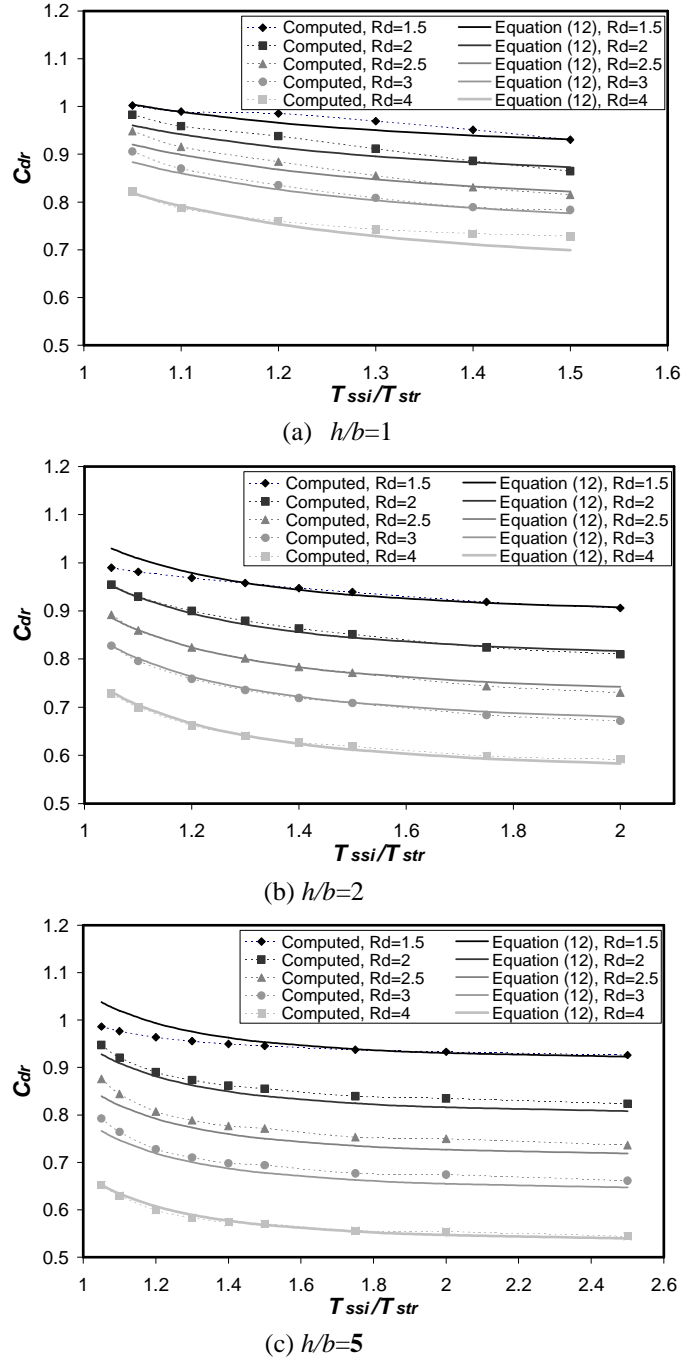 1.2
1.1
1
0.9
0.8
0.7
0.6
0.5
Cdr
Computed, Rd=1.5 Equation (12), Rd=1.5
Computed, Rd=2 Equation (12), Rd=2
Computed, Rd=2.5 Equation (12), Rd=2.5
Computed, Rd=3 Equation (12), Rd=3
Computed, Rd=4 Equation (12), Rd=4
1 1.1 1.2 1.3 1.4 1.5 1.6
Tssi/Tstr
(a) h/b=1
1.2
1.1
1
0.9
0.8
0.7
0.6
0.5
Cdr
Computed, Rd=1.5 Equation (12), Rd=1.5
Computed, Rd=2 Equation (12), Rd=2
Computed, Rd=2.5 Equation (12), Rd=2.5
Computed, Rd=3 Equation (12), Rd=3
Computed, Rd=4 Equation (12), Rd=4
1 1.2 1.4 1.6 1.8 2
Tssi/Tstr
(b) h/b=2
1.2
1.1
1
0.9
0.8
0.7
0.6
0.5
Cdr
Computed, Rd=1.5 Equation (12), Rd=1.5
Computed, Rd=2 Equation (12), Rd=2
Computed, Rd=2.5 Equation (12), Rd=2.5
Computed, Rd=3 Equation (12), Rd=3
Computed, Rd=4 Equation (12), Rd=4
1 1.2 1.4 1.6 1.8 2 2.2 2.4 2.6
Tssi/Tstr
(c) h/b=5